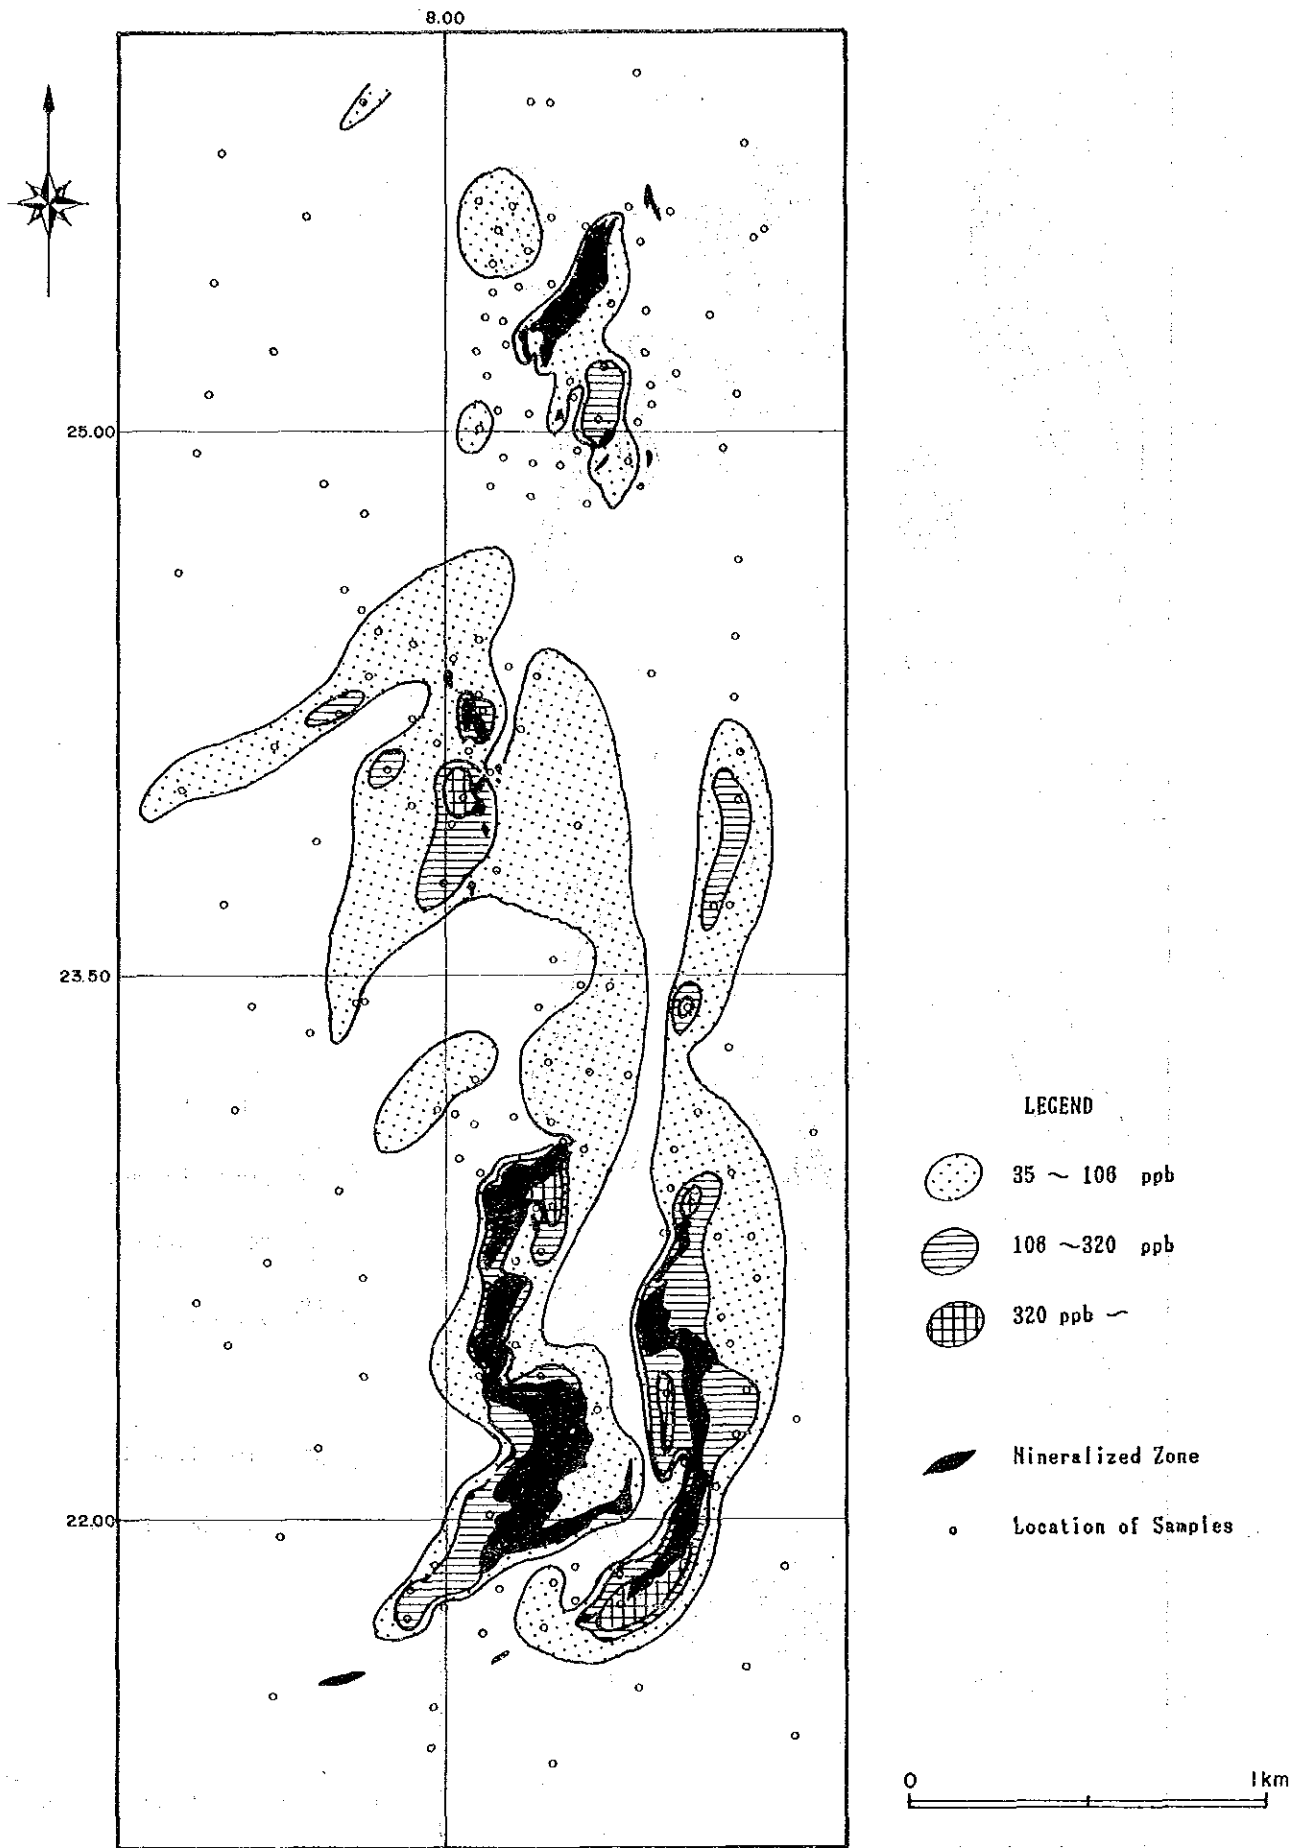 8.00
25.00
23.50
22.00
A
LEGEND
35 ~ 106 ppb
106 ~320 ppb
320 ppb ~
Mineralized Zone
Location of Samples
0 1km